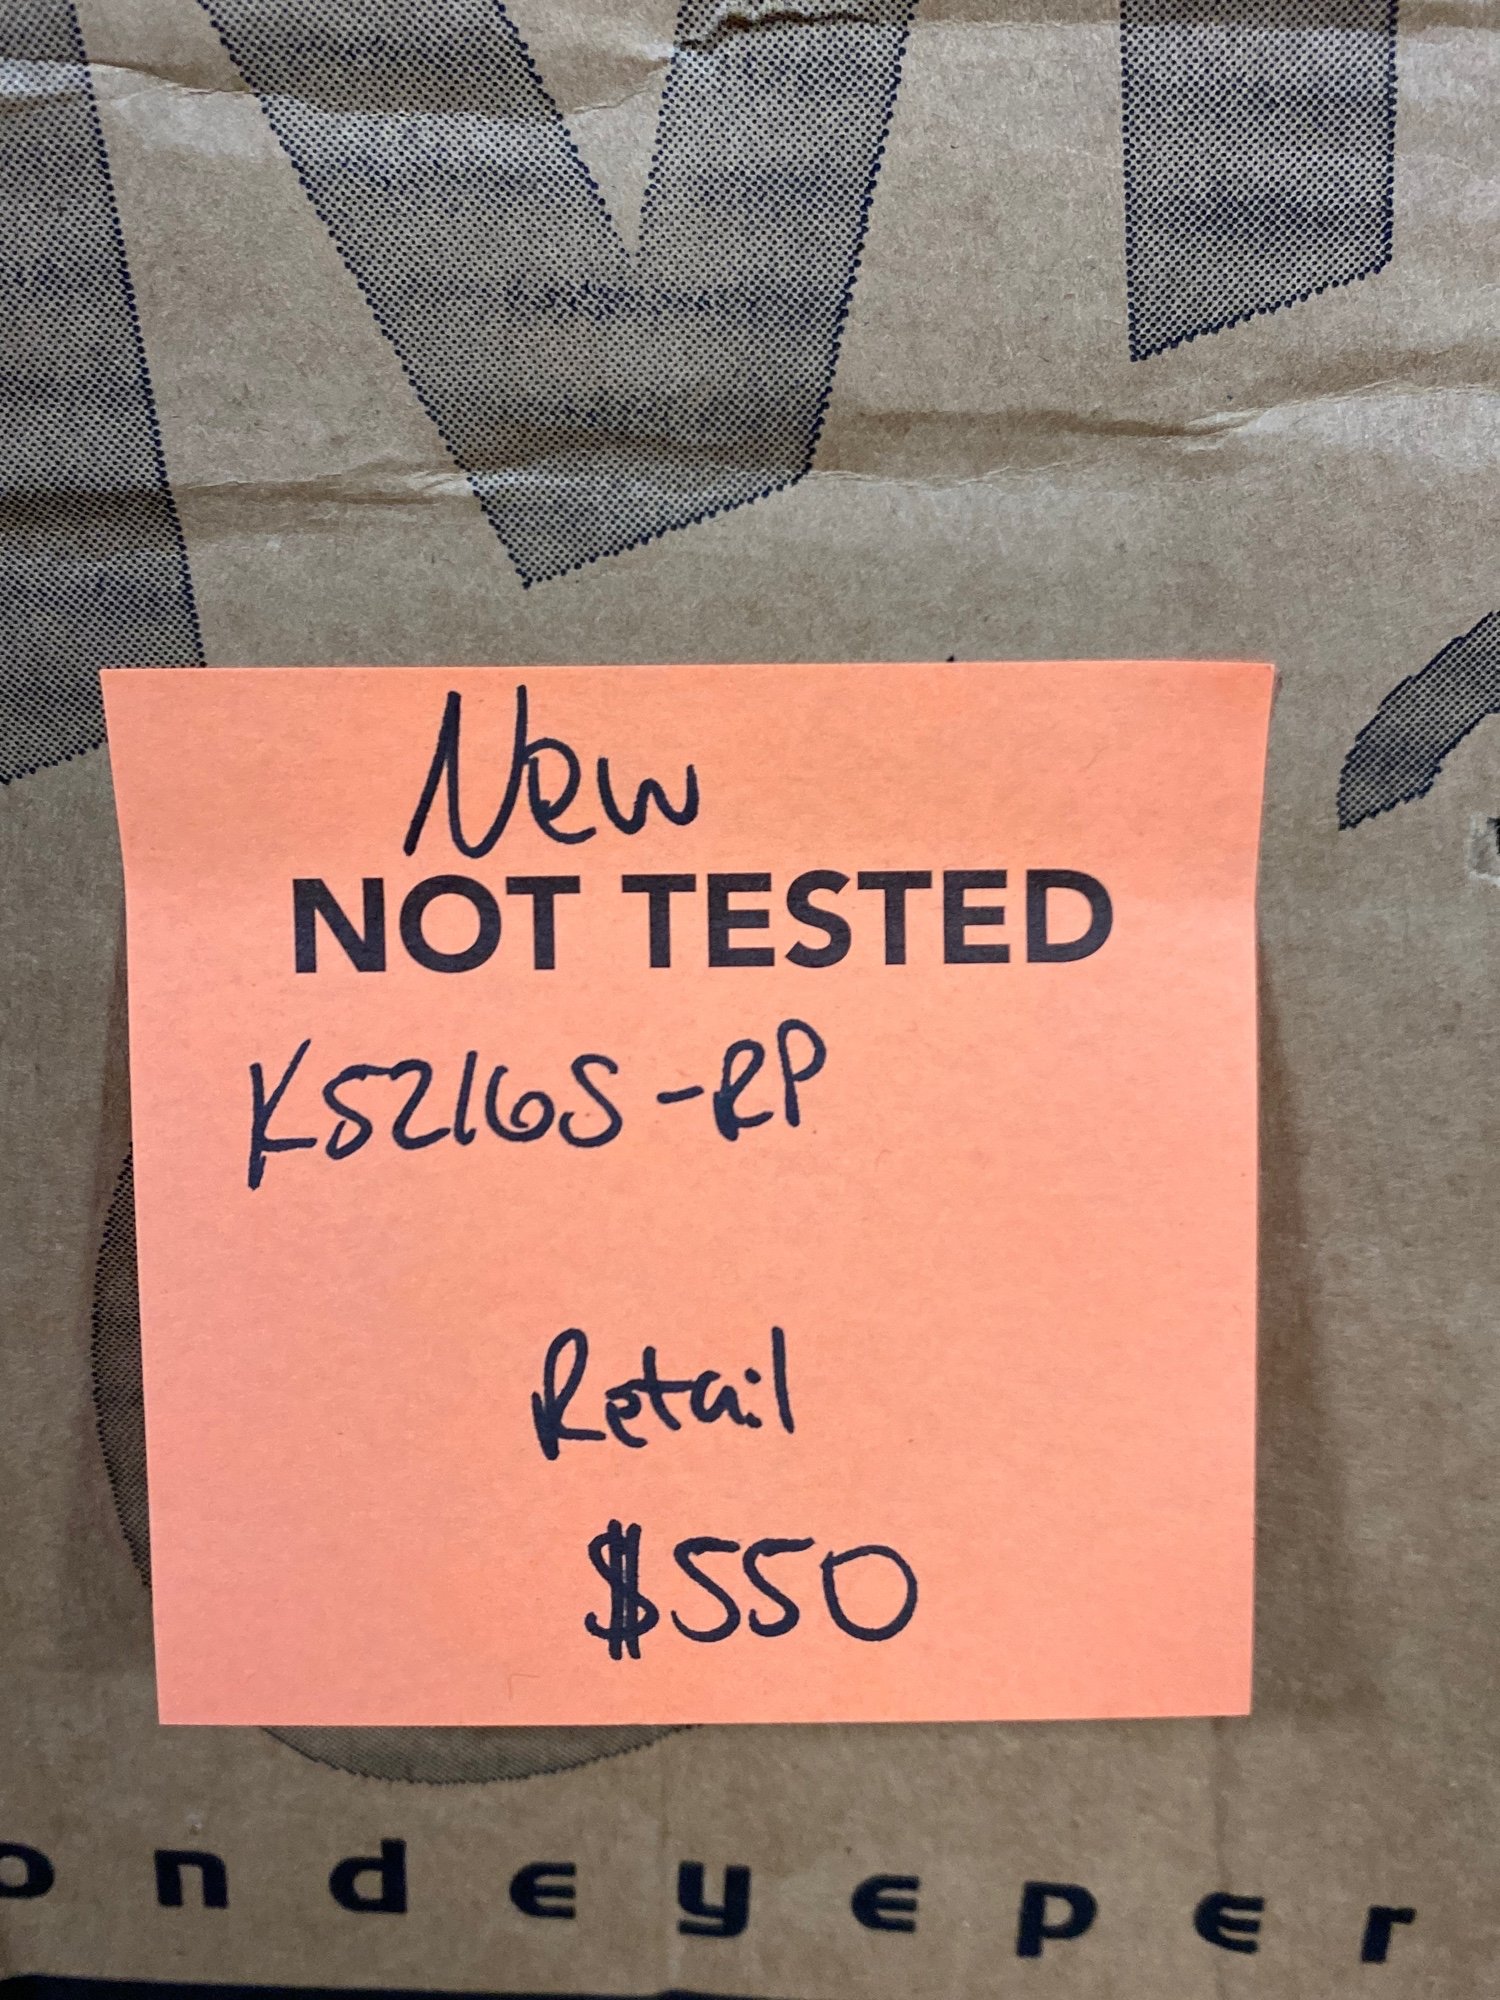 New
NOT TESTED
K5216S-RP
Retail
$550
ondeyeper